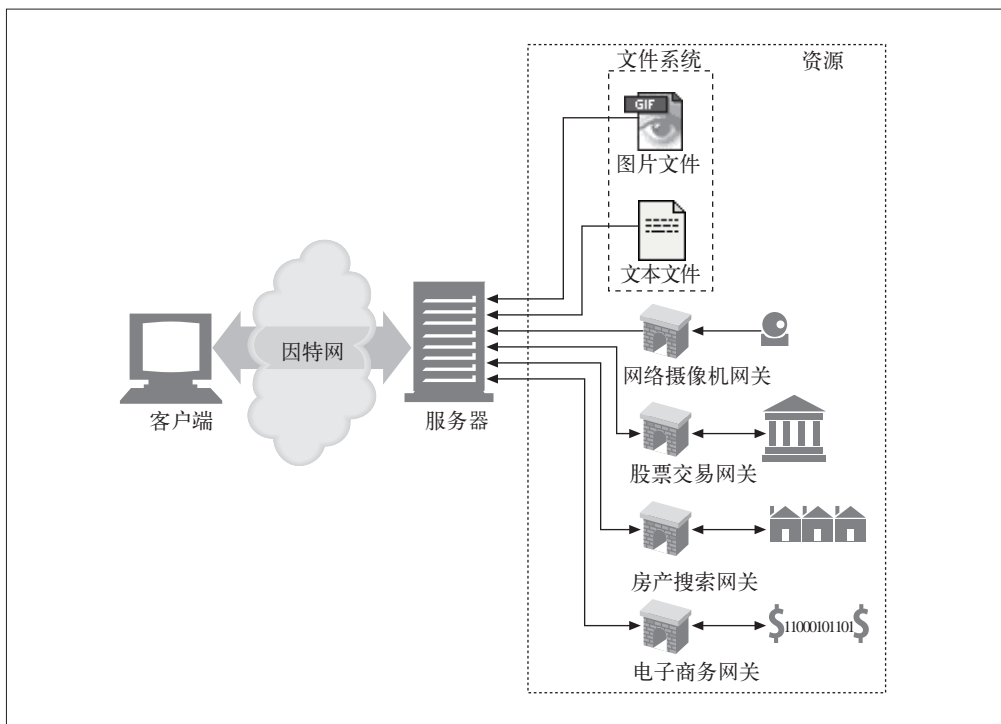 文件系统
资源
GIF
图片文件
文本文件
因特网
客户端
服务器
网络摄像机网关
股票交易网关
房产搜索网关
$11000101101$
电子商务网关